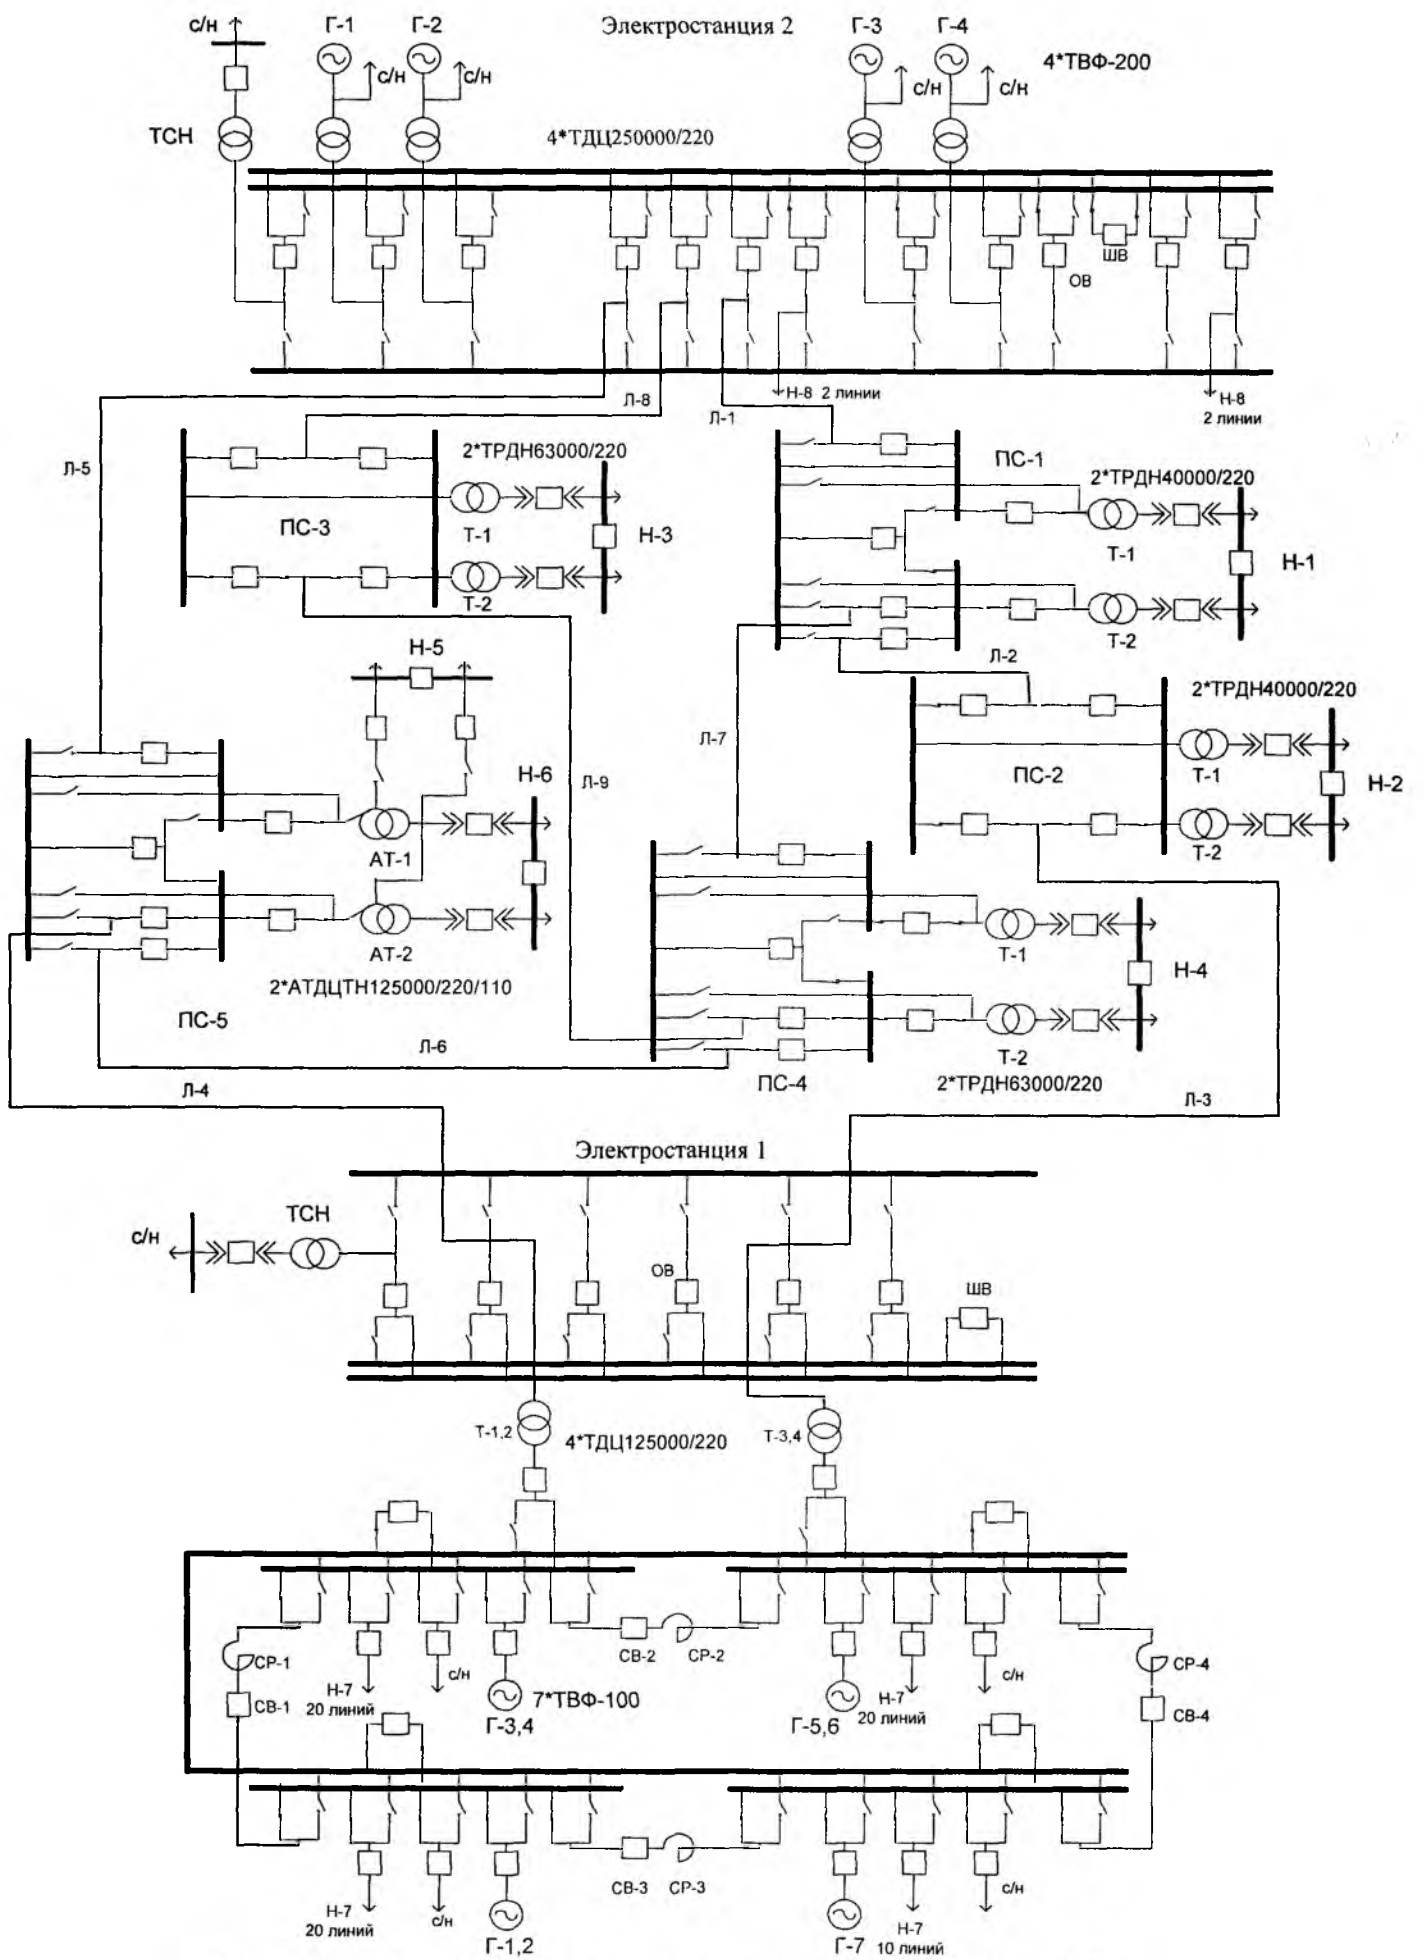 с/н
Г-1
Г-2
Электростанция 2
Г-3
Г-4
4*ТВФ-200
с/н
с/н
с/н
с/н
ТСН
4*ТДЦ250000/220
ШВ
ОВ
Л-8
Л-1
Н-8 2 линии
Н-8
2 линии
Л-5
2*ТРДН63000/220
ПС-1
2*ТРДН40000/220
ПС-3
Т-1
Н-3
Т-1
Н-1
Т-2
Т-2
Н-5
Л-2
2*ТРДН40000/220
Л-7
Н-6
Л-9
ПС-2
Т-1
Н-2
АТ-1
Т-2
АТ-2
Т-1
Н-4
2*АТДЦТН125000/220/110
ПС-5
Л-6
Т-2
ПС-4
2*ТРДН63000/220
Л-4
Л-3
Электростанция 1
ТСН
с/н
ОВ
ШВ
Т-1,2
4*ТДЦ125000/220
Т-3,4
СР-1
СВ-2
СР-2
СР-4
с/н
с/н
Н-7
20 линий
7*ТВФ-100
Н-7
20 линий
СВ-1
СВ-4
Г-3,4
Г-5,6
СВ-3
СР-3
с/н
Н-7
20 линий
с/н
Н-7
10 линий
Г-1,2
Г-7